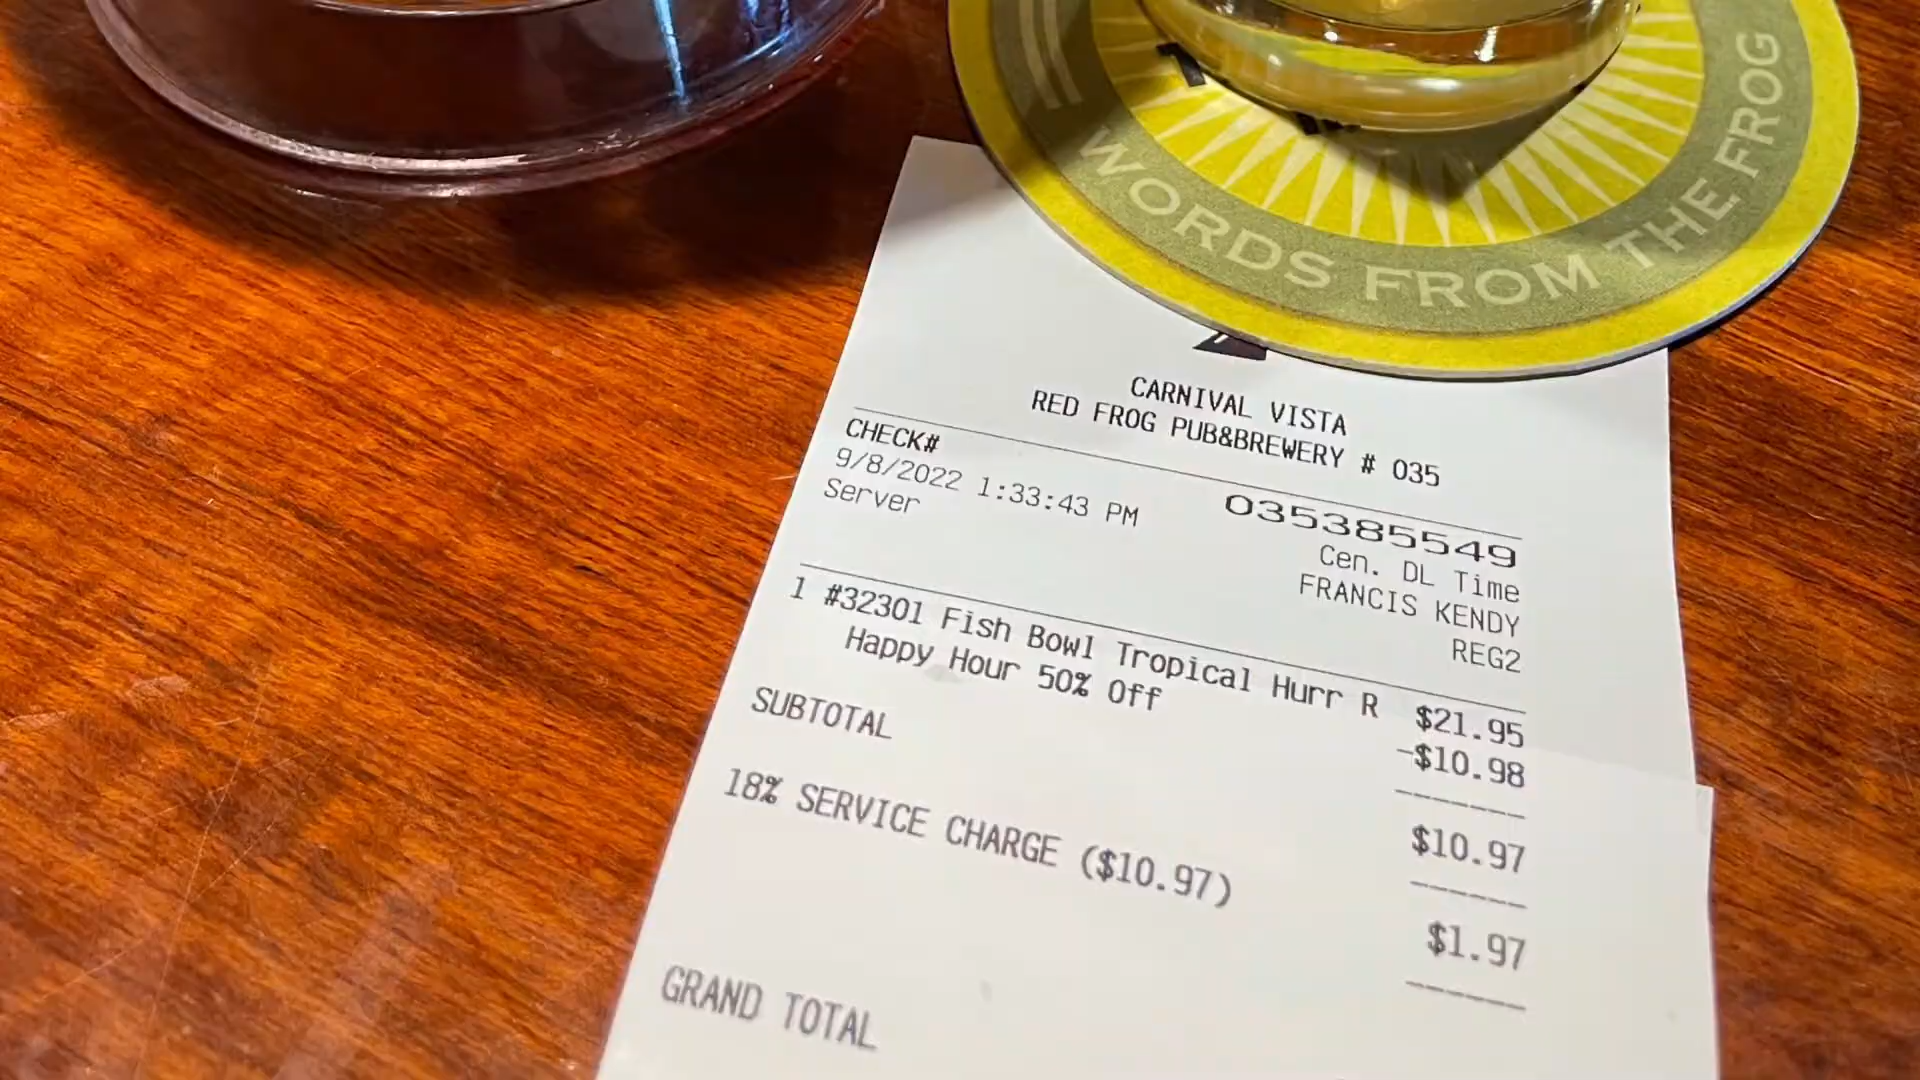 WORDS FROM THE FROG
CARNIVAL VISTA
RED FROG PUB&BREWERY # 035
CHECK# 035385549
9/8/2022 1:33:43 PM Cen. DL Time
Server FRANCIS KENDY
REG2
1 #32301 Fish Bowl Tropical Hurr R $21.95
Happy Hour 50% Off -$10.98
SUBTOTAL $10.97
18% SERVICE CHARGE ($10.97) $1.97
GRAND TOTAL